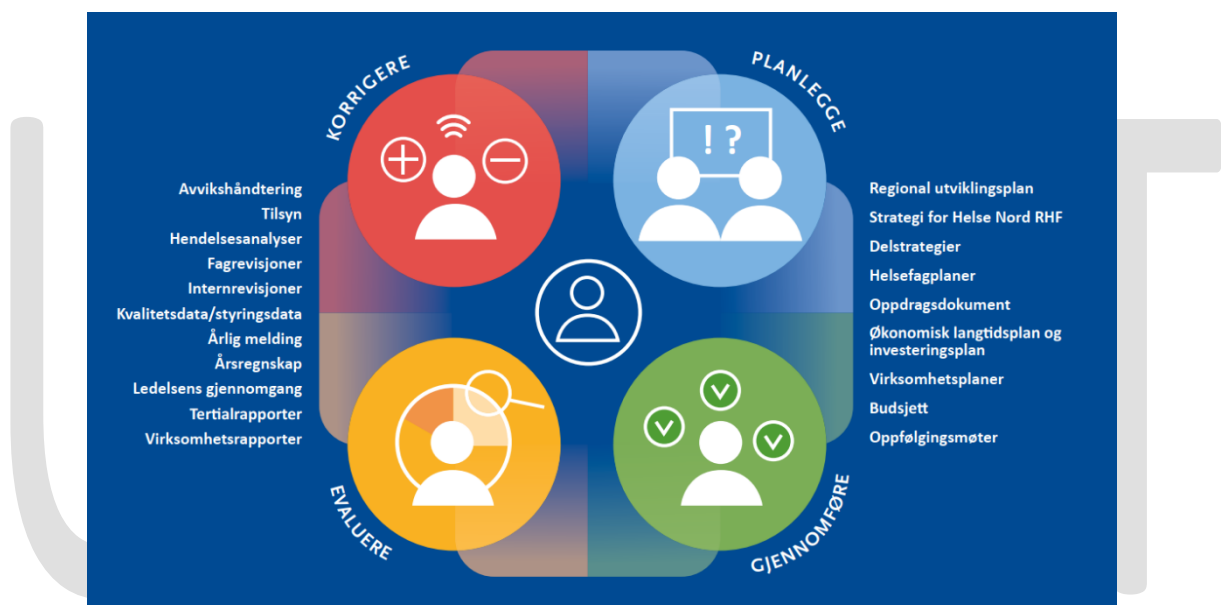 KORRIGERE
PLANLEGGE
! ?
Avvikshåndtering
Tilsyn
Hendelsesanalyser
Fagrevisjoner
Internrevisjoner
Kvalitetsdata/styringsdata
Årlig melding
Årsregnskap
Ledelsens gjennomgang
Tertialrapporter
Virksomhetsrapporter
Regional utviklingsplan
Strategi for Helse Nord RHF
Delstrategier
Helsefagplaner
Oppdragsdokument
Økonomisk langtidsplan og
investeringsplan
Virksomhetsplaner
Budsjett
Oppfølgingsmøter
EVALUERE
GJENNOMFØRE